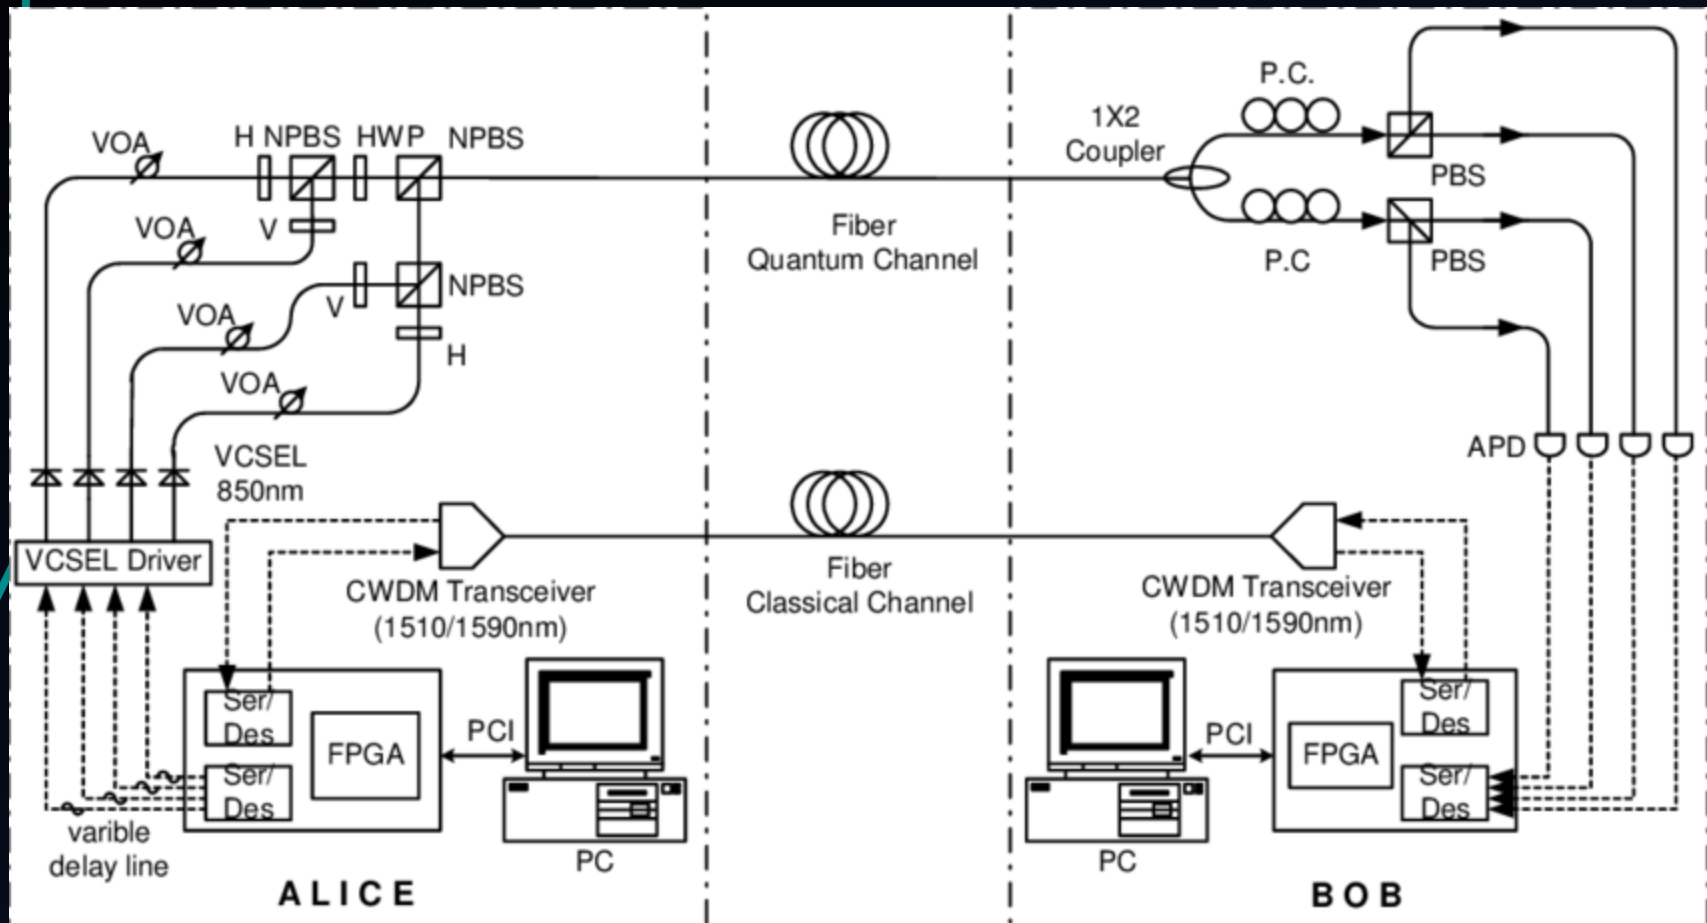 P.C.
1X2
Coupler
VOA
H NPBS HWP NPBS
PBS
VOA
V
Fiber
Quantum Channel
P.C
PBS
NPBS
V
VOA
H
VOA
APD
VCSEL
850nm
VCSEL Driver
CWDM Transceiver
(1510/1590nm)
Fiber
Classical Channel
CWDM Transceiver
(1510/1590nm)
Ser/
Des
FPGA
Ser/
Des
PCI
PC
varible
delay line
ALICE
PCI
PC
FPGA
Ser/
Des
Ser/
Des
BOB